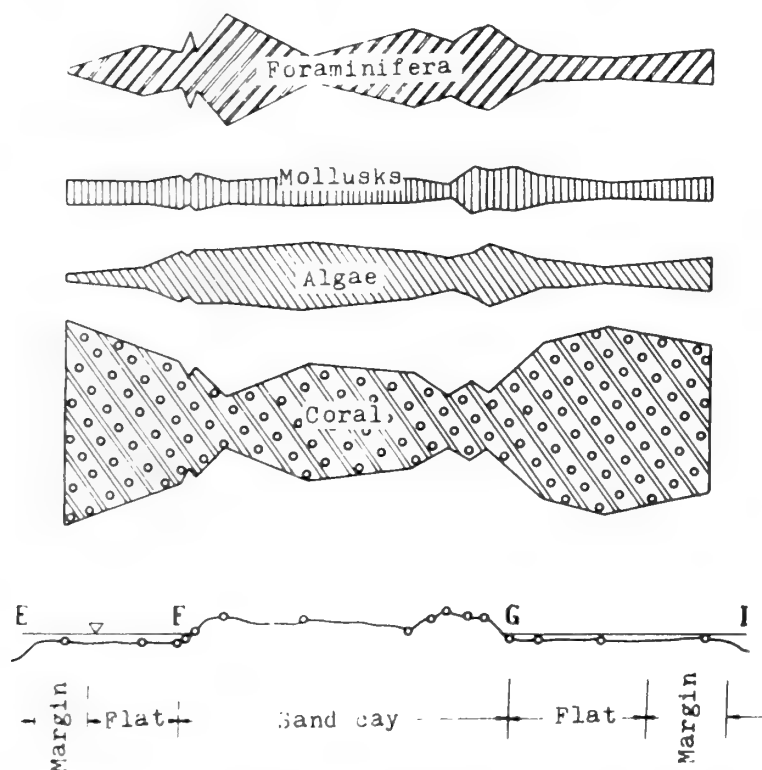 Foraminifera
Mollusks
Algae
Coral
E F G I
Margin Flat Sand cay Flat Margin